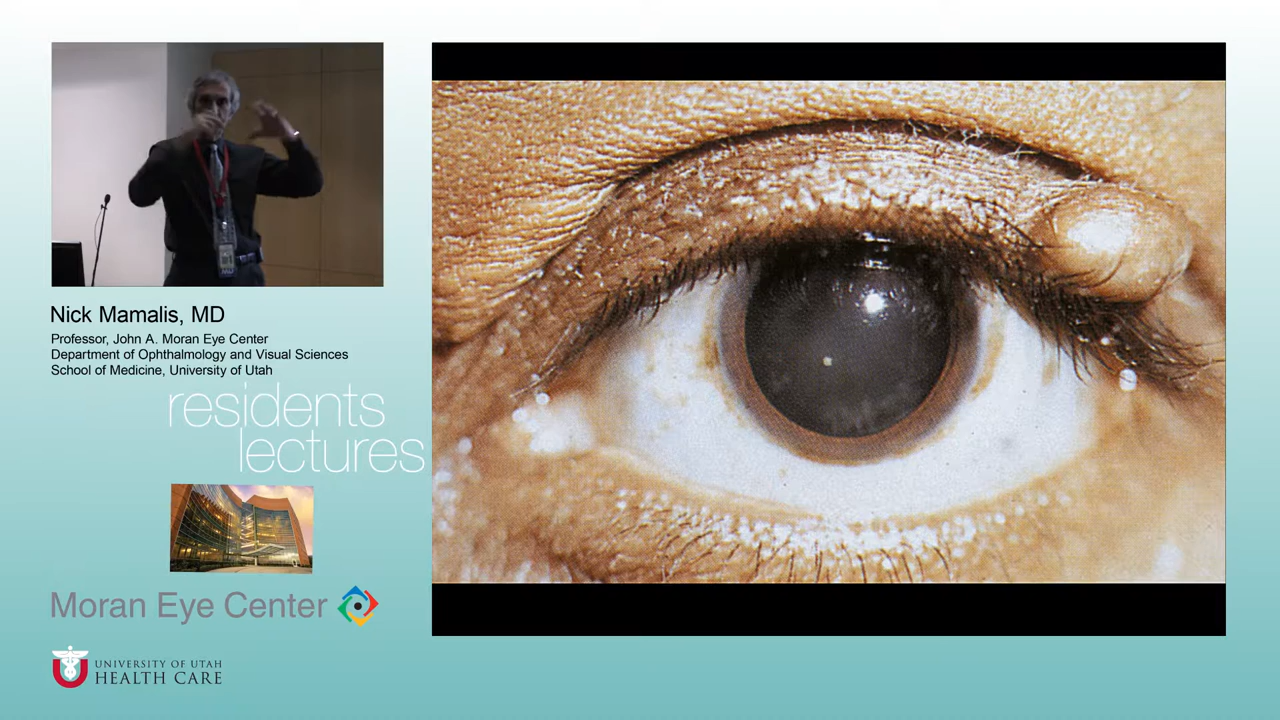 Nick Mamalis, MD
Professor, John A. Moran Eye Center
Department of Ophthalmology and Visual Sciences
School of Medicine, University of Utah
residents
lectures
Moran Eye Center
UNIVERSITY OF UTAH
HEALTH CARE